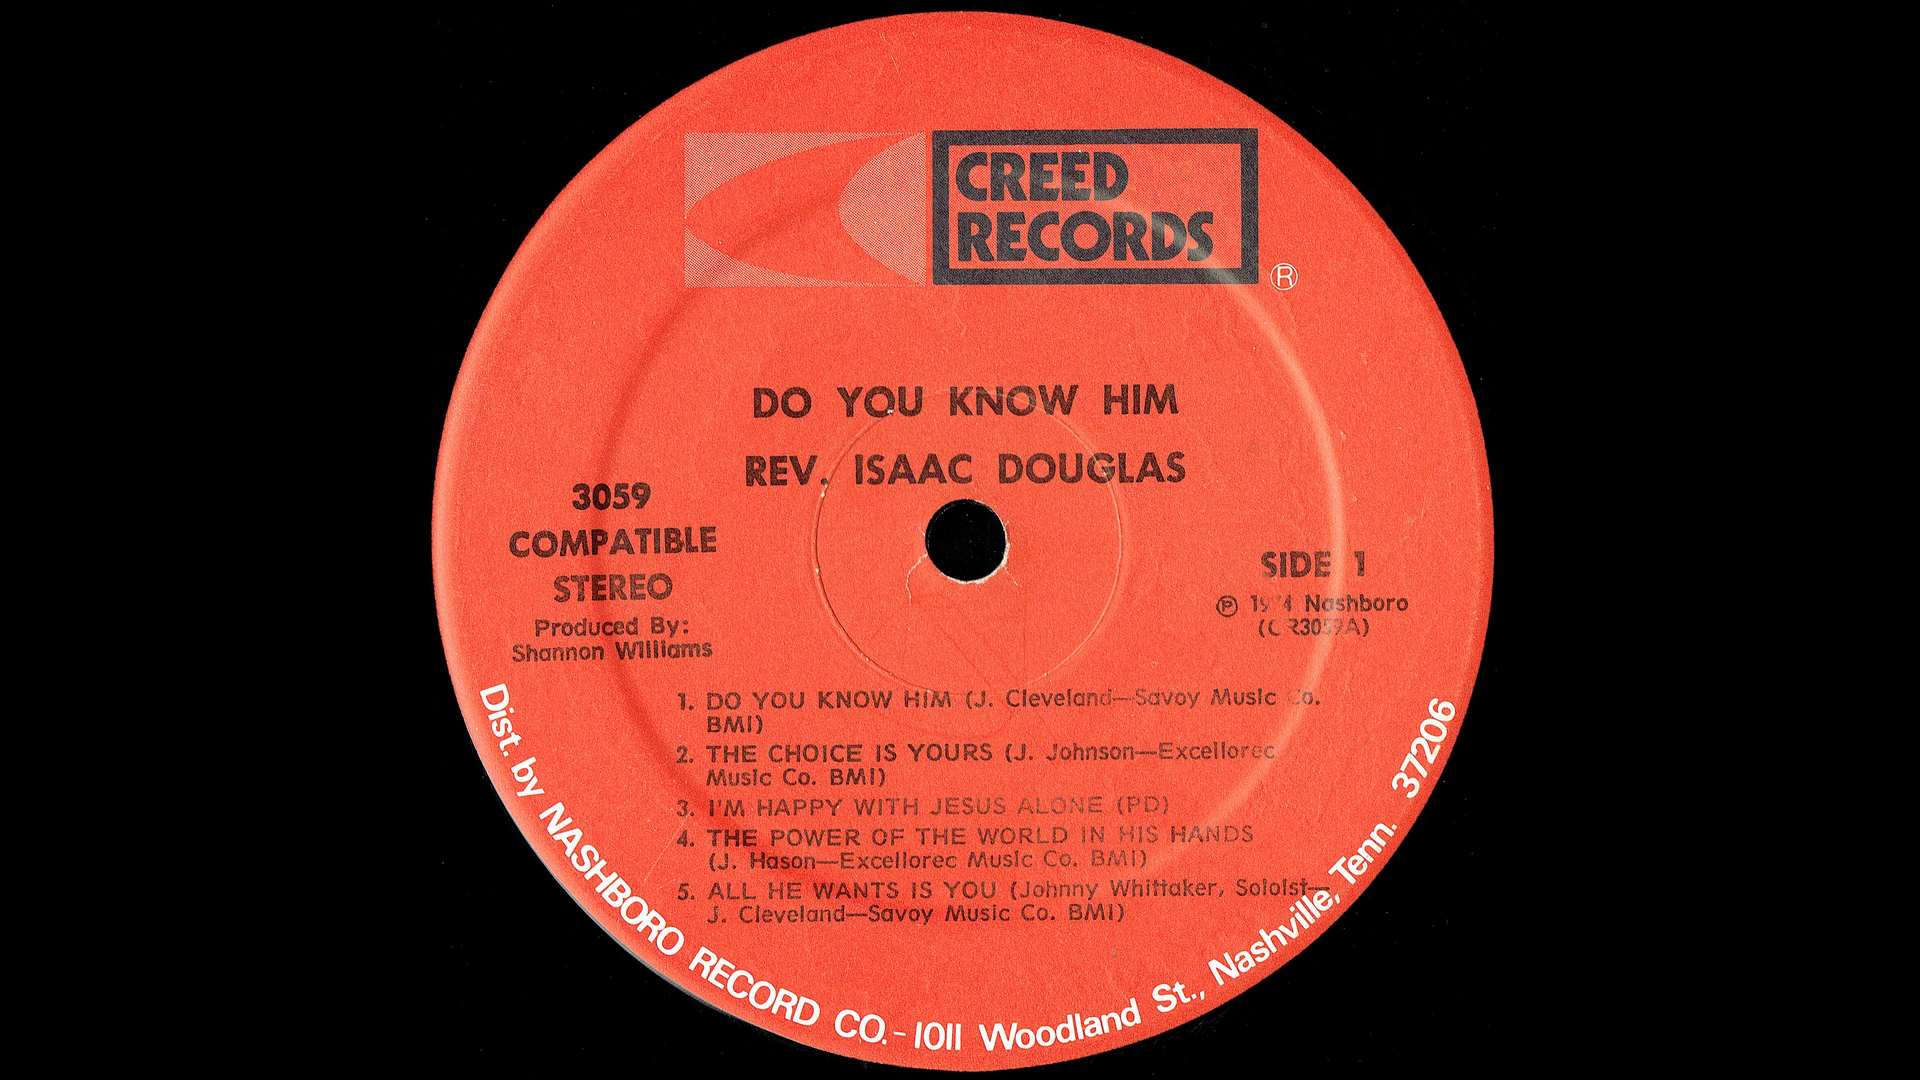 CREED
RECORDS
®
DO YOU KNOW HIM
REV. ISAAC DOUGLAS
3059
COMPATIBLE
STEREO
Produced By:
Shannon Williams
SIDE 1
℗ 1974 Nashboro
(CR3059A)
1. DO YOU KNOW HIM (J. Cleveland—Savoy Music Co.
BMI)
2. THE CHOICE IS YOURS (J. Johnson—Excellorec
Music Co. BMI)
3. I'M HAPPY WITH JESUS ALONE (PD)
4. THE POWER OF THE WORLD IN HIS HANDS
(J. Hason—Excellorec Music Co. BMI)
5. ALL HE WANTS IS YOU (Johnny Whittaker, Soloist—
J. Cleveland—Savoy Music Co. BMI)
Dist. by NASHBORO RECORD CO.-1011 Woodland St., Nashville, Tenn. 37206